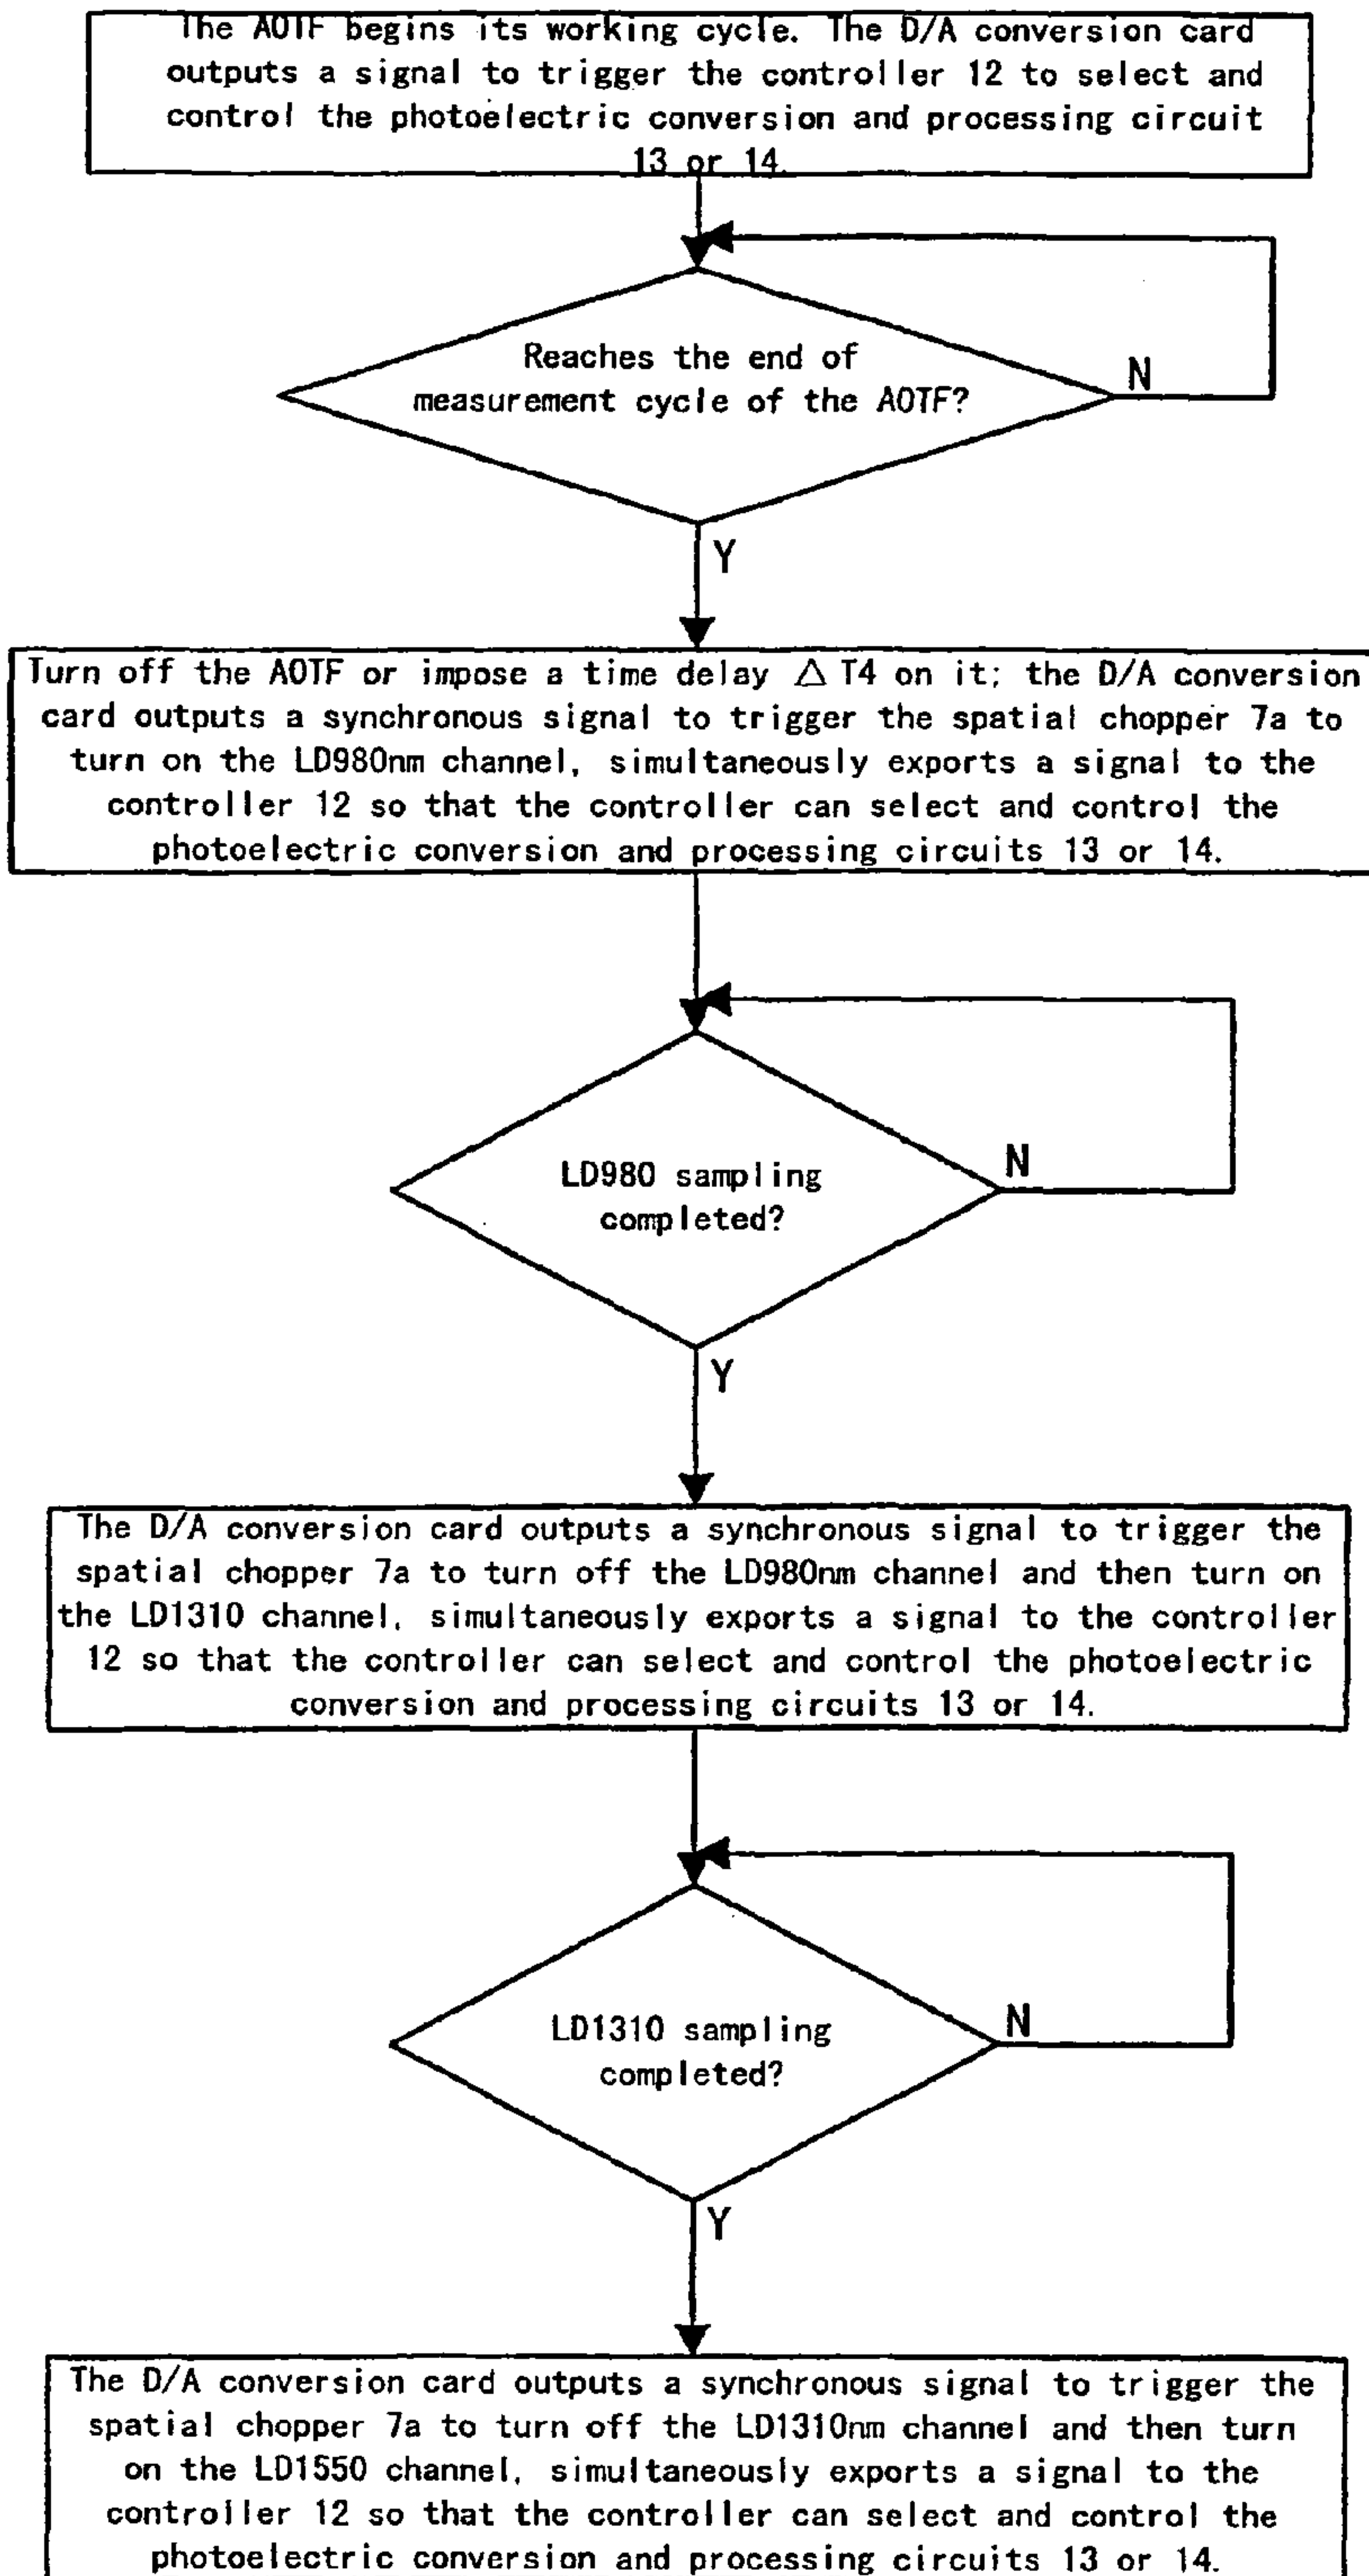 The AOTF begins its working cycle. The D/A conversion card
outputs a signal to trigger the controller 12 to select and
control the photoelectric conversion and processing circuit
13 or 14.
Reaches the end of
measurement cycle of the AOTF?
N
Y
Turn off the AOTF or impose a time delay △T4 on it; the D/A conversion
card outputs a synchronous signal to trigger the spatial chopper 7a to
turn on the LD980nm channel, simultaneously exports a signal to the
controller 12 so that the controller can select and control the
photoelectric conversion and processing circuits 13 or 14.
LD980 sampling
completed?
N
Y
The D/A conversion card outputs a synchronous signal to trigger the
spatial chopper 7a to turn off the LD980nm channel and then turn on
the LD1310 channel, simultaneously exports a signal to the controller
12 so that the controller can select and control the photoelectric
conversion and processing circuits 13 or 14.
LD1310 sampling
completed?
N
Y
The D/A conversion card outputs a synchronous signal to trigger the
spatial chopper 7a to turn off the LD1310nm channel and then turn
on the LD1550 channel, simultaneously exports a signal to the
controller 12 so that the controller can select and control the
photoelectric conversion and processing circuits 13 or 14.